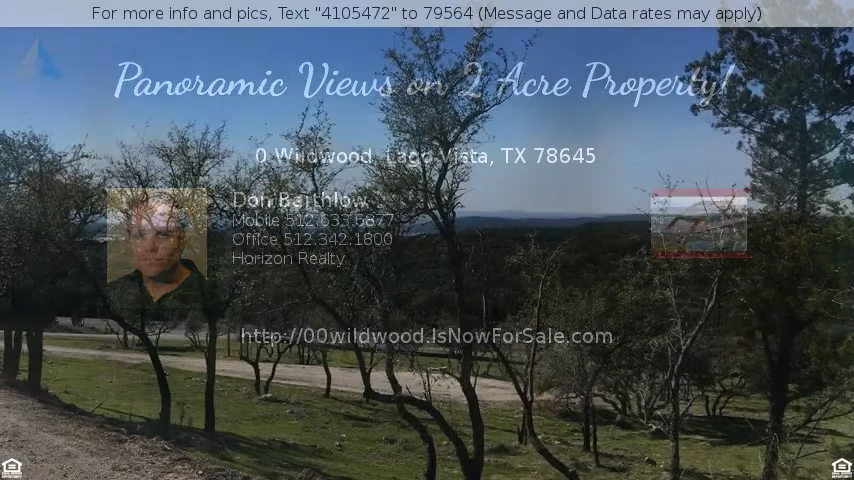 For more info and pics, Text "4105472" to 79564 (Message and Data rates may apply)
Panoramic Views on 2 Acre Property!
0 Wildwood, Lago Vista, TX 78645
Don Barthlow
Mobile 512.633.6877
Office 512.342.1800
Horizon Realty
http://00wildwood.IsNowForSale.com